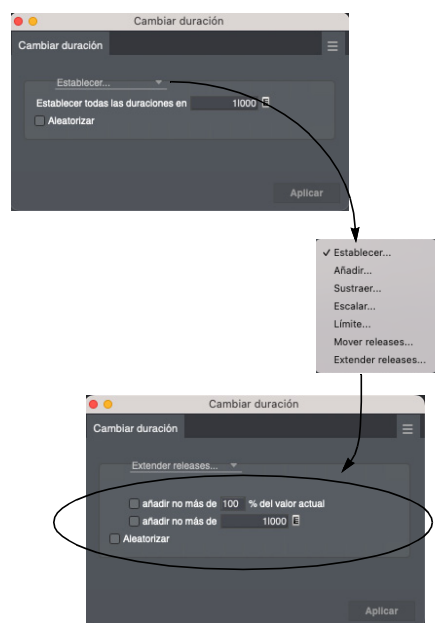 Cambiar duración
Cambiar duración
Establecer...
Establecer todas las duraciones en 1|000
Aleatorizar
Aplicar
✓ Establecer...
Añadir...
Sustraer...
Escalar...
Límite...
Mover releases...
Extender releases...
Cambiar duración
Cambiar duración
Extender releases...
añadir no más de 100 % del valor actual
añadir no más de 1|000
Aleatorizar
Aplicar